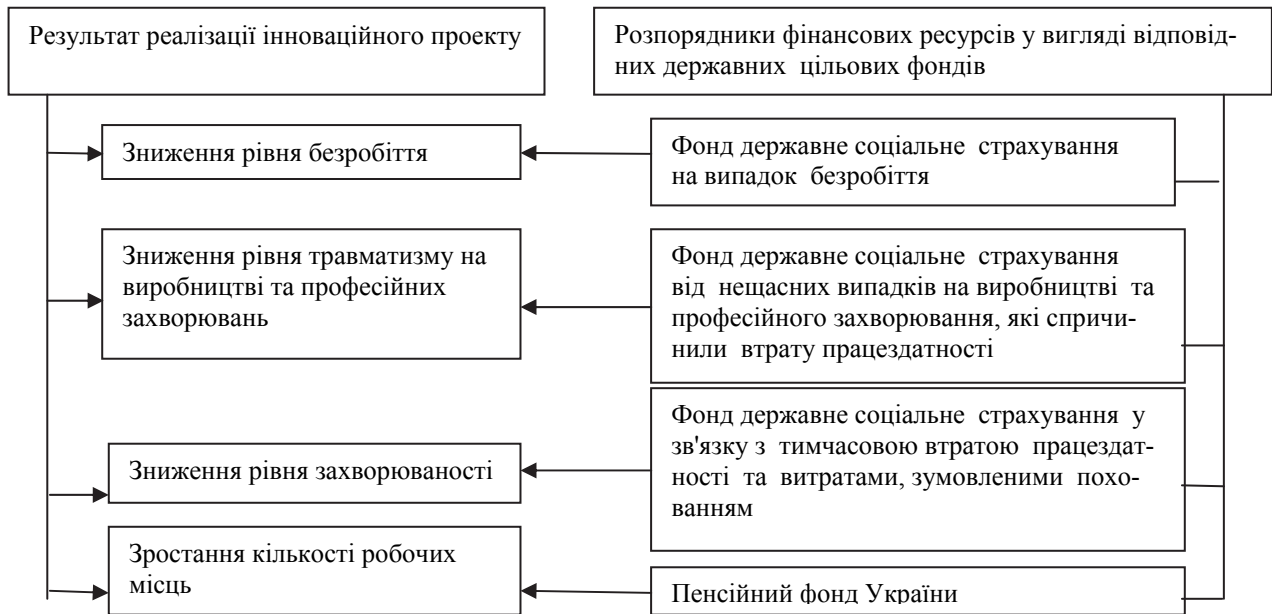 Результат реалізації інноваційного проекту
Розпорядники фінансових ресурсів у вигляді відповід-
них державних цільових фондів
Зниження рівня безробіття
Фонд державне соціальне страхування
на випадок безробіття
Зниження рівня травматизму на
виробництві та професійних
захворювань
Фонд державне соціальне страхування
від нещасних випадків на виробництві та
професійного захворювання, які спричи-
нили втрату працездатності
Зниження рівня захворюваності
Фонд державне соціальне страхування у
зв'язку з тимчасовою втратою працездат-
ності та витратами, зумовленими похо-
ванням
Зростання кількості робочих
місць
Пенсійний фонд України